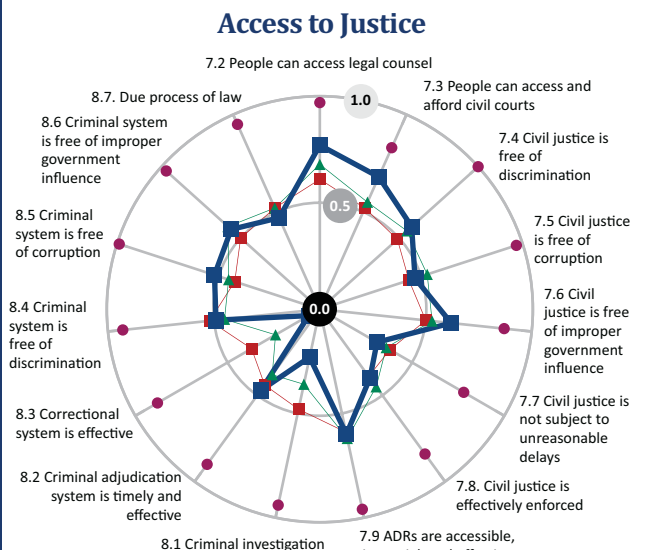 Access to Justice
7.2 People can access legal counsel
7.3 People can access and
afford civil courts
7.4 Civil justice is
free of
discrimination
7.5 Civil justice
is free of
corruption
7.6 Civil
justice is free
of improper
government
influence
7.7 Civil justice is
not subject to
unreasonable
delays
7.8. Civil justice is
effectively enforced
7.9 ADRs are accessible,
8.1 Criminal investigation
8.2 Criminal adjudication
system is timely and
effective
8.3 Correctional
system is effective
8.4 Criminal
system is
free of
discrimination
8.5 Criminal
system is free
of corruption
8.6 Criminal system
is free of improper
government
influence
8.7. Due process of law
1.0
0.5
0.0